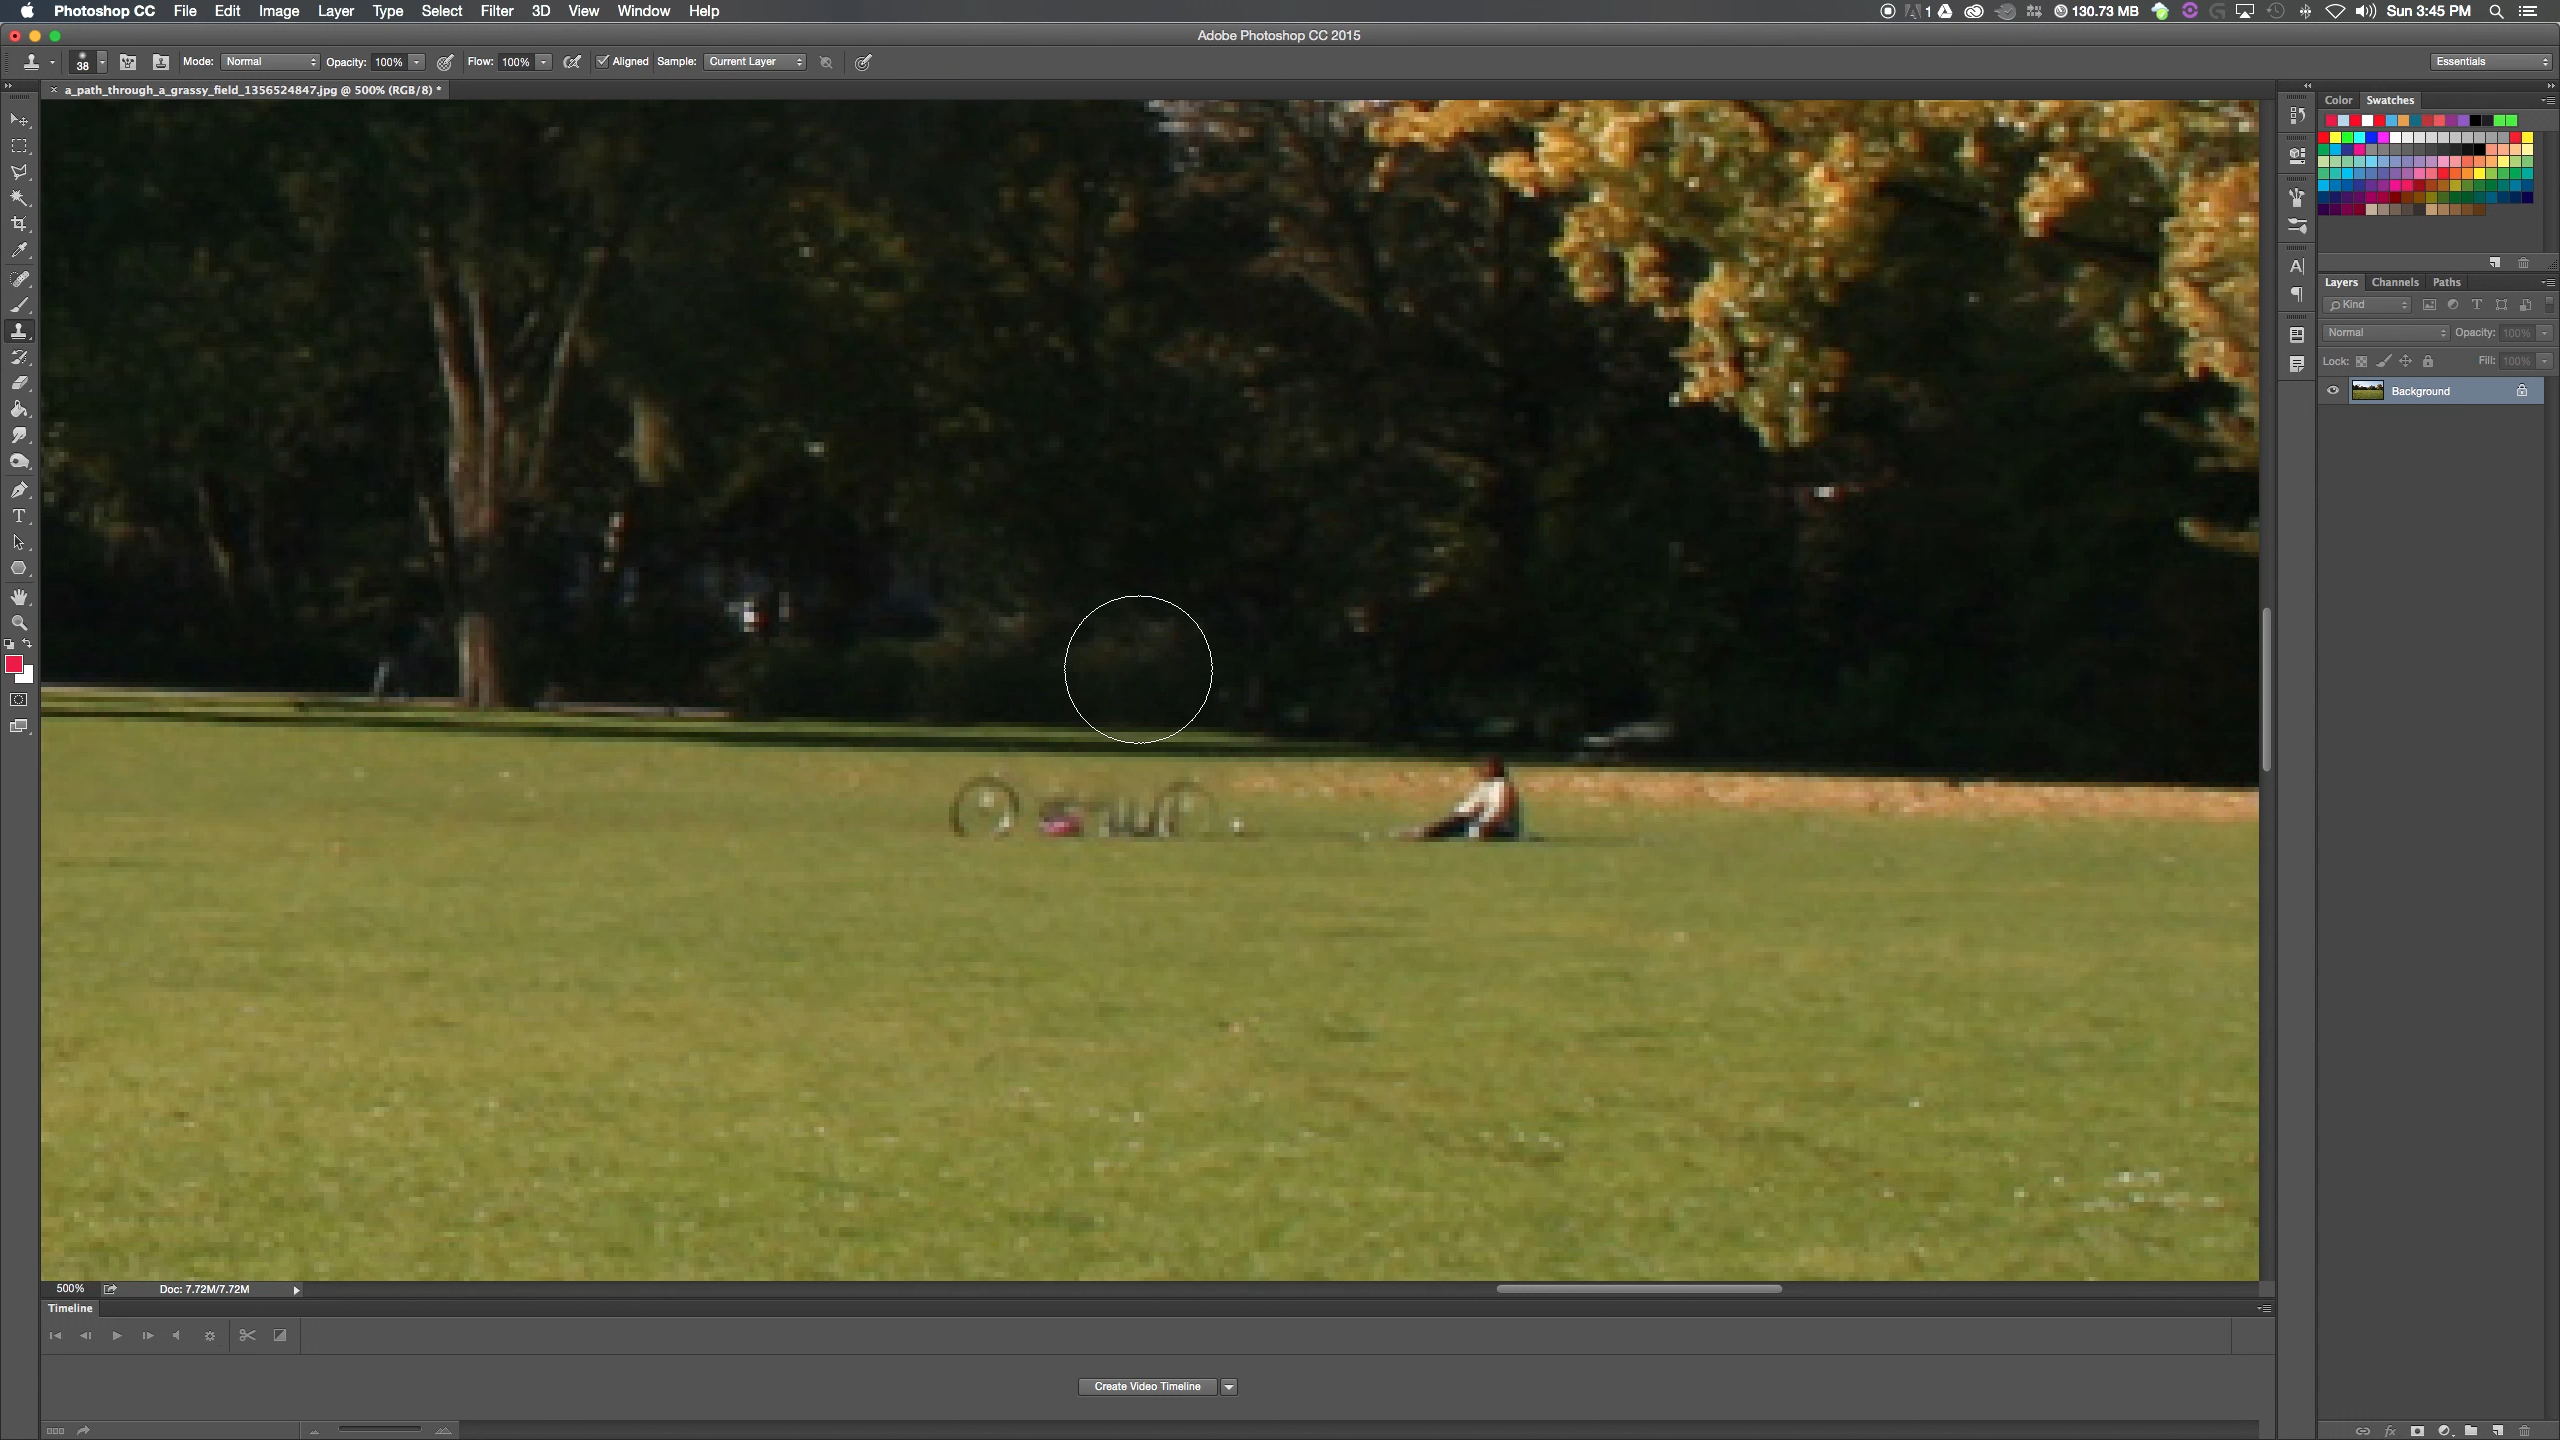 Photoshop CC File Edit Image Layer Type Select Filter 3D View Window Help 1 130.73 MB Sun 3:45 PM
Adobe Photoshop CC 2015
38 Mode: Normal Opacity: 100% Flow: 100% Aligned Sample: Current Layer Essentials
a_path_through_a_grassy_field_1356524847.jpg @ 500% (RGB/8) *
Color Swatches
Layers Channels Paths
Kind
Normal Opacity: 100%
Lock: Fill: 100%
Background
500% Doc: 7.72M/7.72M
Timeline
Create Video Timeline